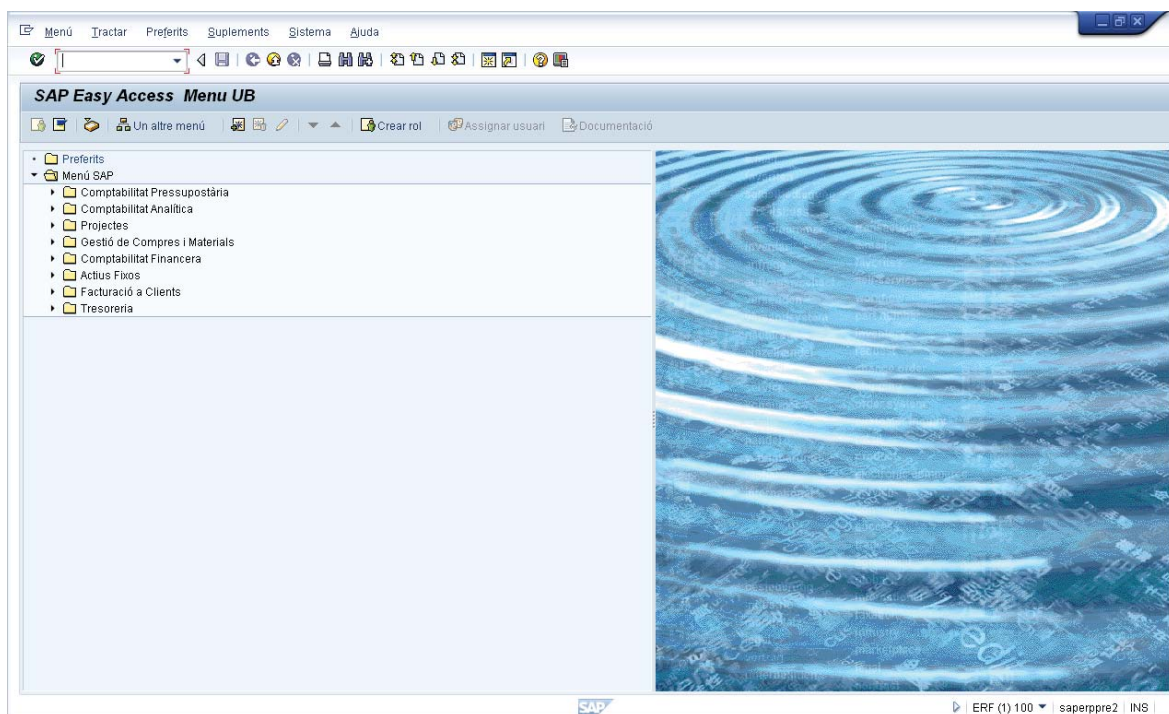 Menú Tractar Preferits Suplements Sistema Ajuda
SAP Easy Access Menu UB
Un altre menú Crear rol Assignar usuari Documentació
Preferits
Menú SAP
Comptabilitat Pressupostària
Comptabilitat Analítica
Projectes
Gestió de Compres i Materials
Comptabilitat Financera
Actius Fixos
Facturació a Clients
Tresoreria
marketplace
SAP
ERF (1) 100 saperppre2 INS